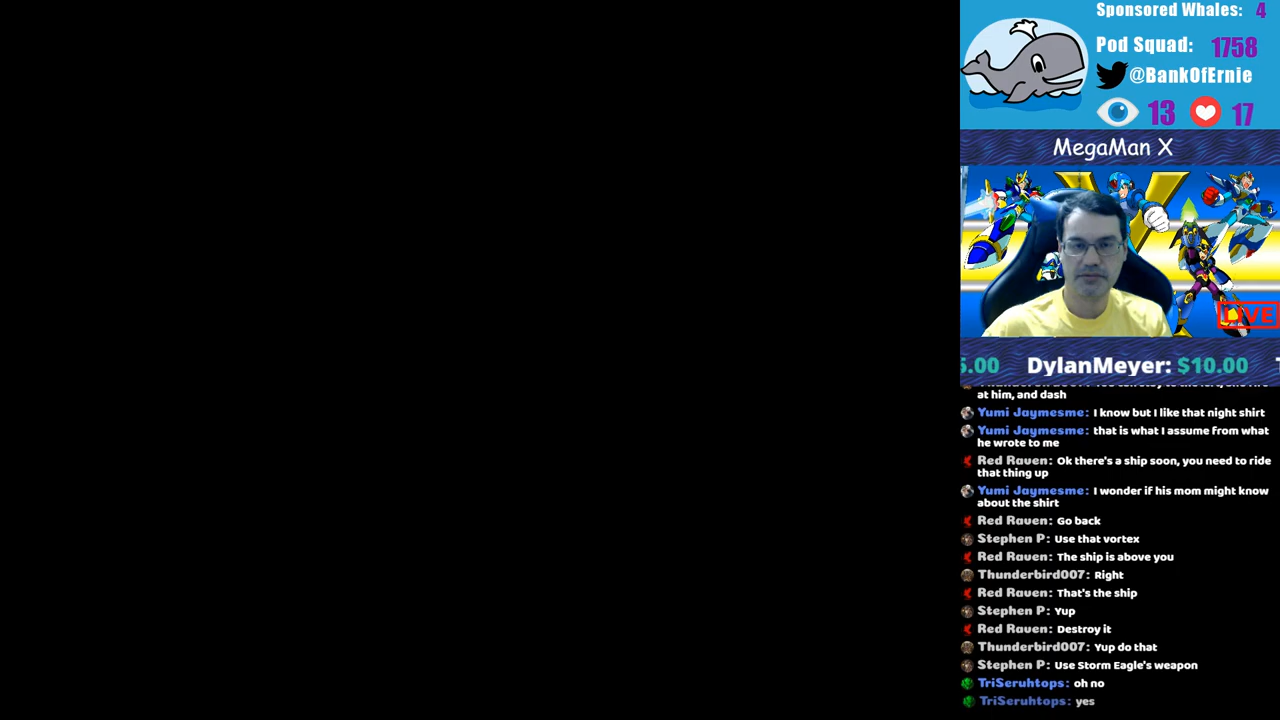 Sponsored Whales: 4
Pod Squad: 1758
@BankOfErnie
13 17
MegaMan X
LIVE
5.00 DylanMeyer: $10.00
at him, and dash
Yumi Jaymesme: I know but I like that night shirt
Yumi Jaymesme: that is what I assume from what
he wrote to me
Red Raven: Ok there's a ship soon, you need to ride
that thing up
Yumi Jaymesme: I wonder if his mom might know
about the shirt
Red Raven: Go back
Stephen P: Use that vortex
Red Raven: The ship is above you
Thunderbird007: Right
Red Raven: That's the ship
Stephen P: Yup
Red Raven: Destroy it
Thunderbird007: Yup do that
Stephen P: Use Storm Eagle's weapon
TriSeruhtops: oh no
TriSeruhtops: yes